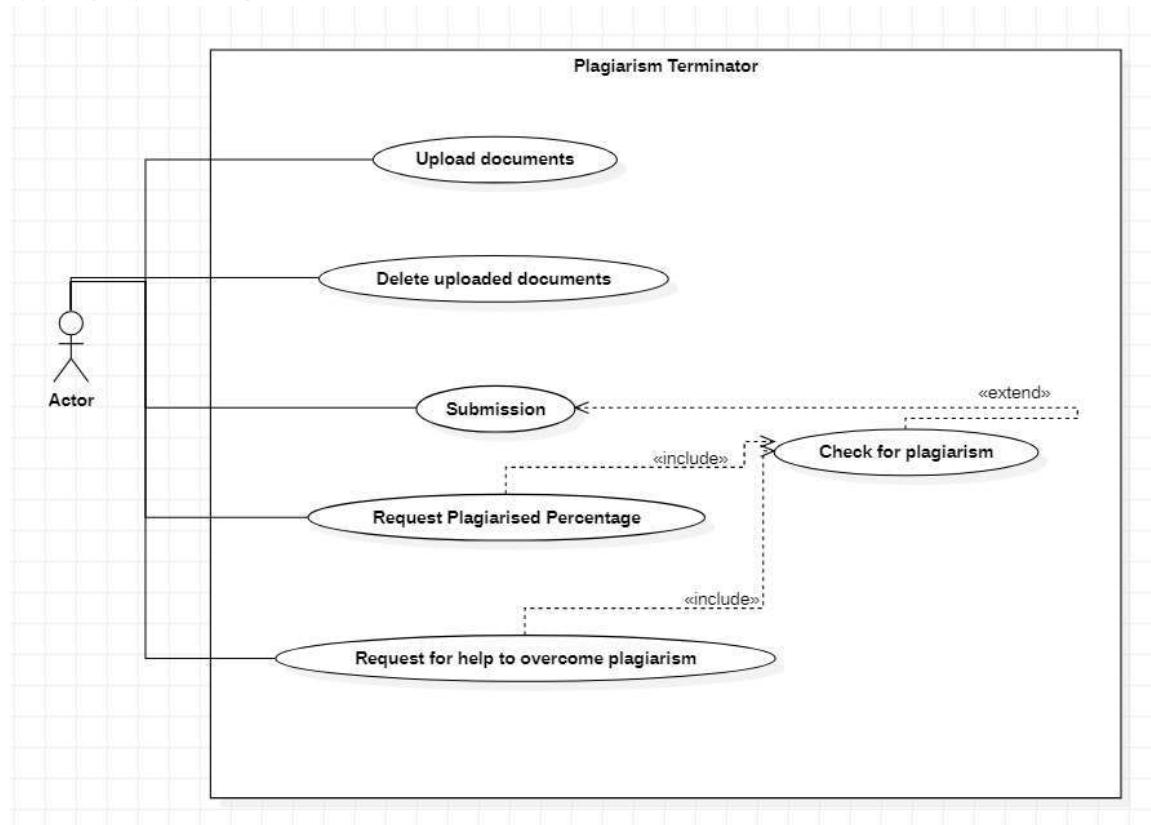 Plagiarism Terminator
Upload documents
Delete uploaded documents
Actor
Submission
«extend»
Check for plagiarism
«include»
Request Plagiarised Percentage
«include»
Request for help to overcome plagiarism